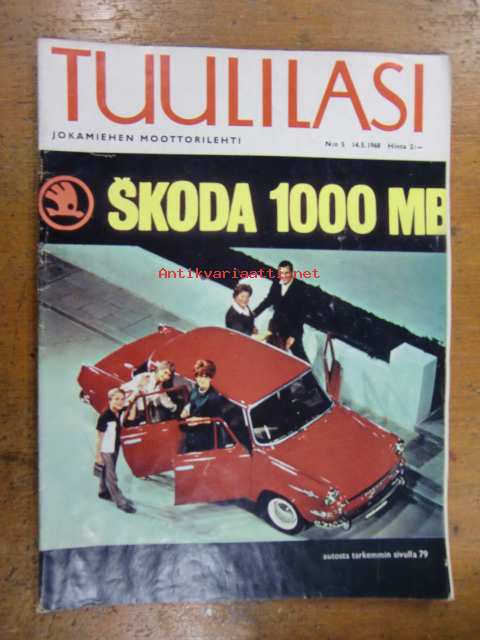 TUULILASI
JOKAMIEHEN MOOTTORILEHTI N:o 5 14.5.1968 Hinta 2:—
ŠKODA 1000 MB
Antikvariaatti.net
autosta tarkemmin sivulla 79